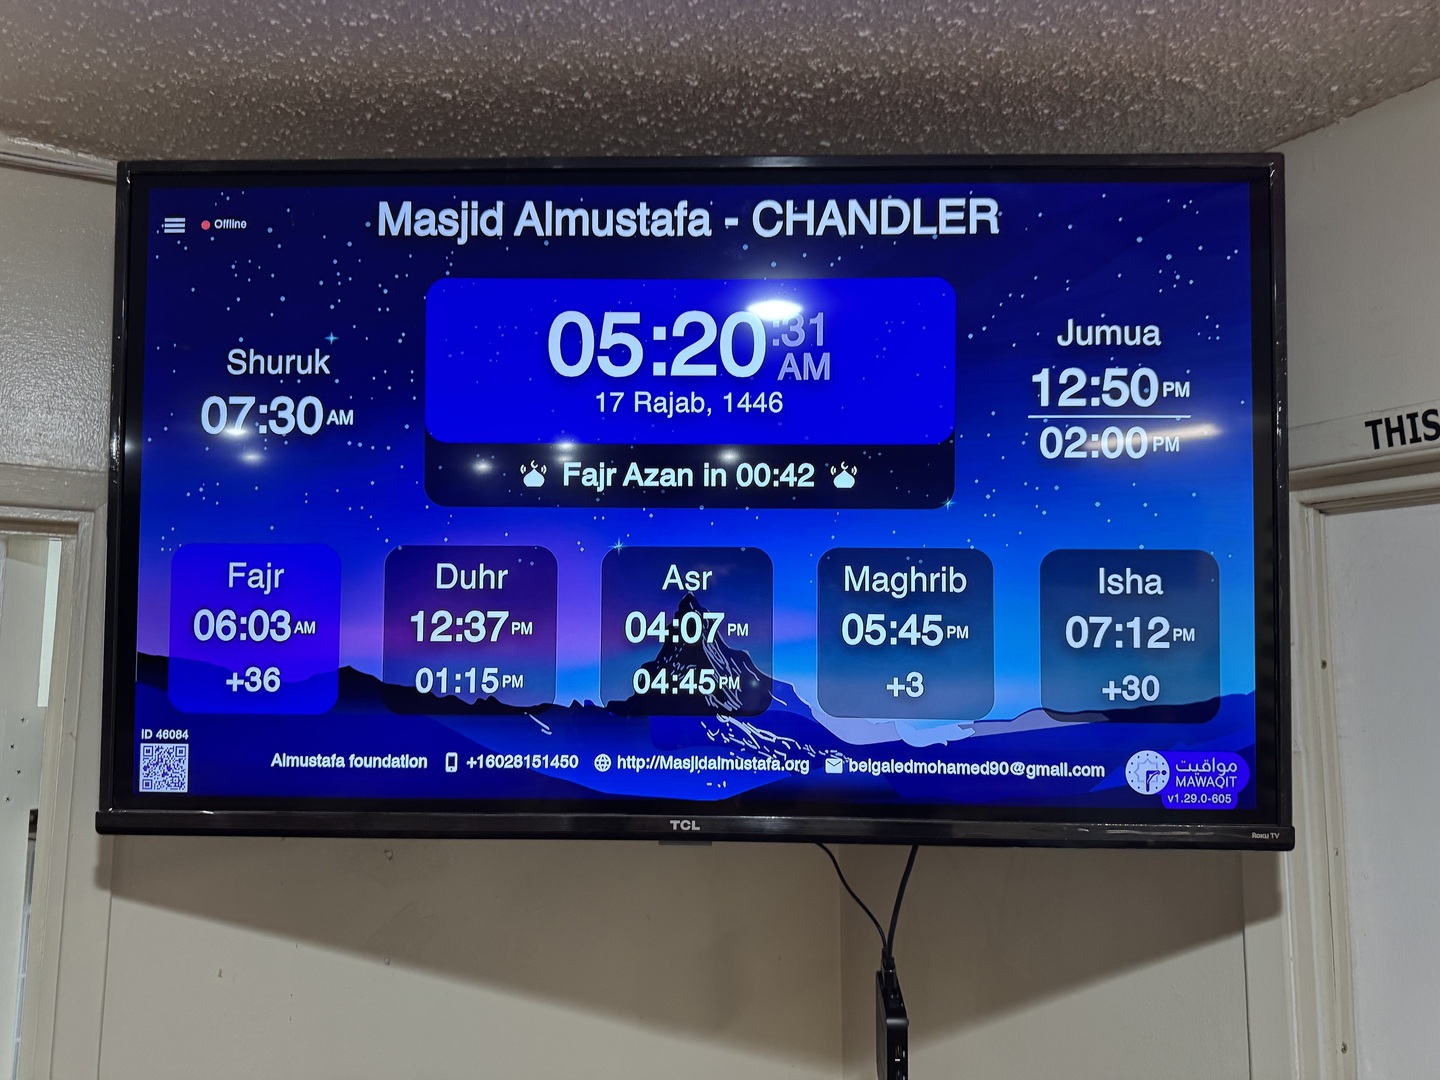 Offline
Masjid Almustafa - CHANDLER
05:20:31 AM
17 Rajab, 1446
Fajr Azan in 00:42
Shuruk
07:30 AM
Jumua
12:50 PM
02:00 PM
Fajr
06:03 AM
+36
Duhr
12:37 PM
01:15 PM
Asr
04:07 PM
04:45 PM
Maghrib
05:45 PM
+3
Isha
07:12 PM
+30
ID 46084
Almustafa foundation +16028151450 http://Masjidalmustafa.org belgaledmohamed90@gmail.com
مواقيت
MAWAQIT
v1.29.0-605
TCL
Roku TV
THIS